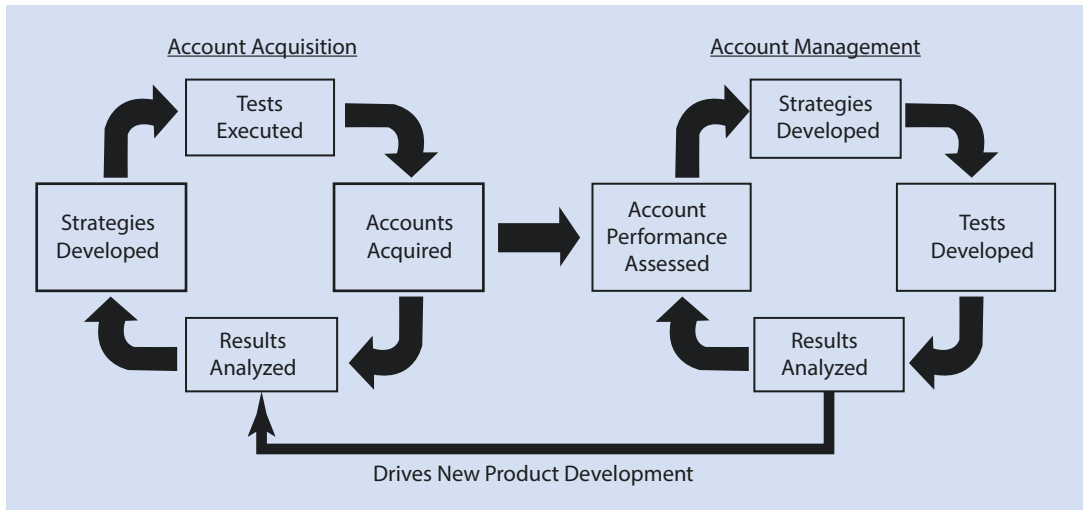 Account Acquisition
Tests
Executed
Strategies
Developed
Accounts
Acquired
Results
Analyzed
Account Management
Strategies
Developed
Account
Performance
Assessed
Tests
Developed
Results
Analyzed
Drives New Product Development